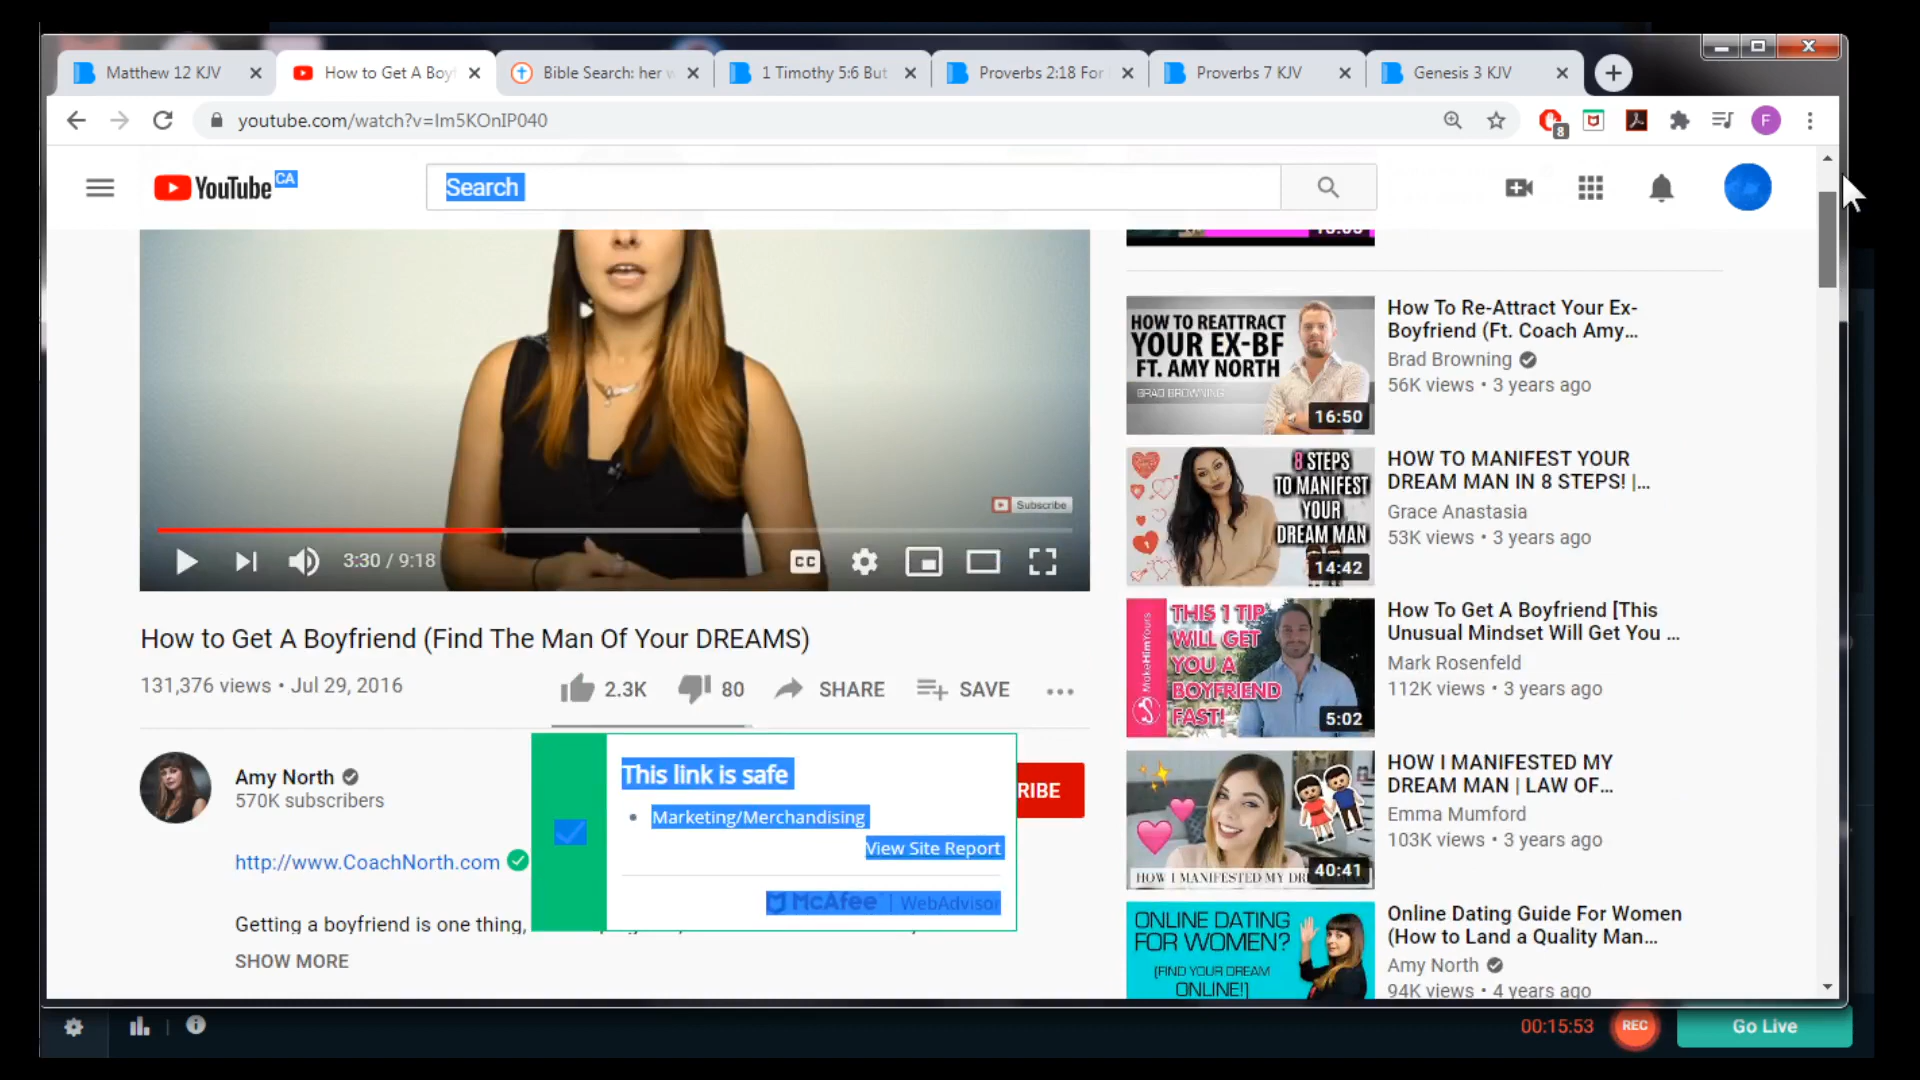 Matthew 12 KJV
How to Get A Boy
Bible Search: her w
1 Timothy 5:6 But
Proverbs 2:18 For
Proverbs 7 KJV
Genesis 3 KJV
youtube.com/watch?v=Im5KOnIP040
8
F
YouTube CA
Search
Subscribe
3:30 / 9:18
CC
How to Get A Boyfriend (Find The Man Of Your DREAMS)
131,376 views • Jul 29, 2016
2.3K
80
SHARE
SAVE
Amy North
570K subscribers
RIBE
http://www.CoachNorth.com
This link is safe
Marketing/Merchandising
View Site Report
McAfee | WebAdvisor
Getting a boyfriend is one thing,
SHOW MORE
HOW TO REATTRACT
YOUR EX-BF
FT. AMY NORTH
BRAD BROWNING
16:50
How To Re-Attract Your Ex-
Boyfriend (Ft. Coach Amy...
Brad Browning
56K views • 3 years ago
8 STEPS
TO MANIFEST
YOUR
DREAM MAN
14:42
HOW TO MANIFEST YOUR
DREAM MAN IN 8 STEPS! |...
Grace Anastasia
53K views • 3 years ago
MakeHimYours
THIS 1 TIP
WILL GET
YOU A
BOYFRIEND
FAST!
5:02
How To Get A Boyfriend [This
Unusual Mindset Will Get You ...
Mark Rosenfeld
112K views • 3 years ago
HOW I MANIFESTED MY DR
40:41
HOW I MANIFESTED MY
DREAM MAN | LAW OF...
Emma Mumford
103K views • 3 years ago
ONLINE DATING
FOR WOMEN?
(FIND YOUR DREAM
ONLINE!)
Online Dating Guide For Women
(How to Land a Quality Man...
Amy North
94K views • 4 years ago
00:15:53
REC
Go Live